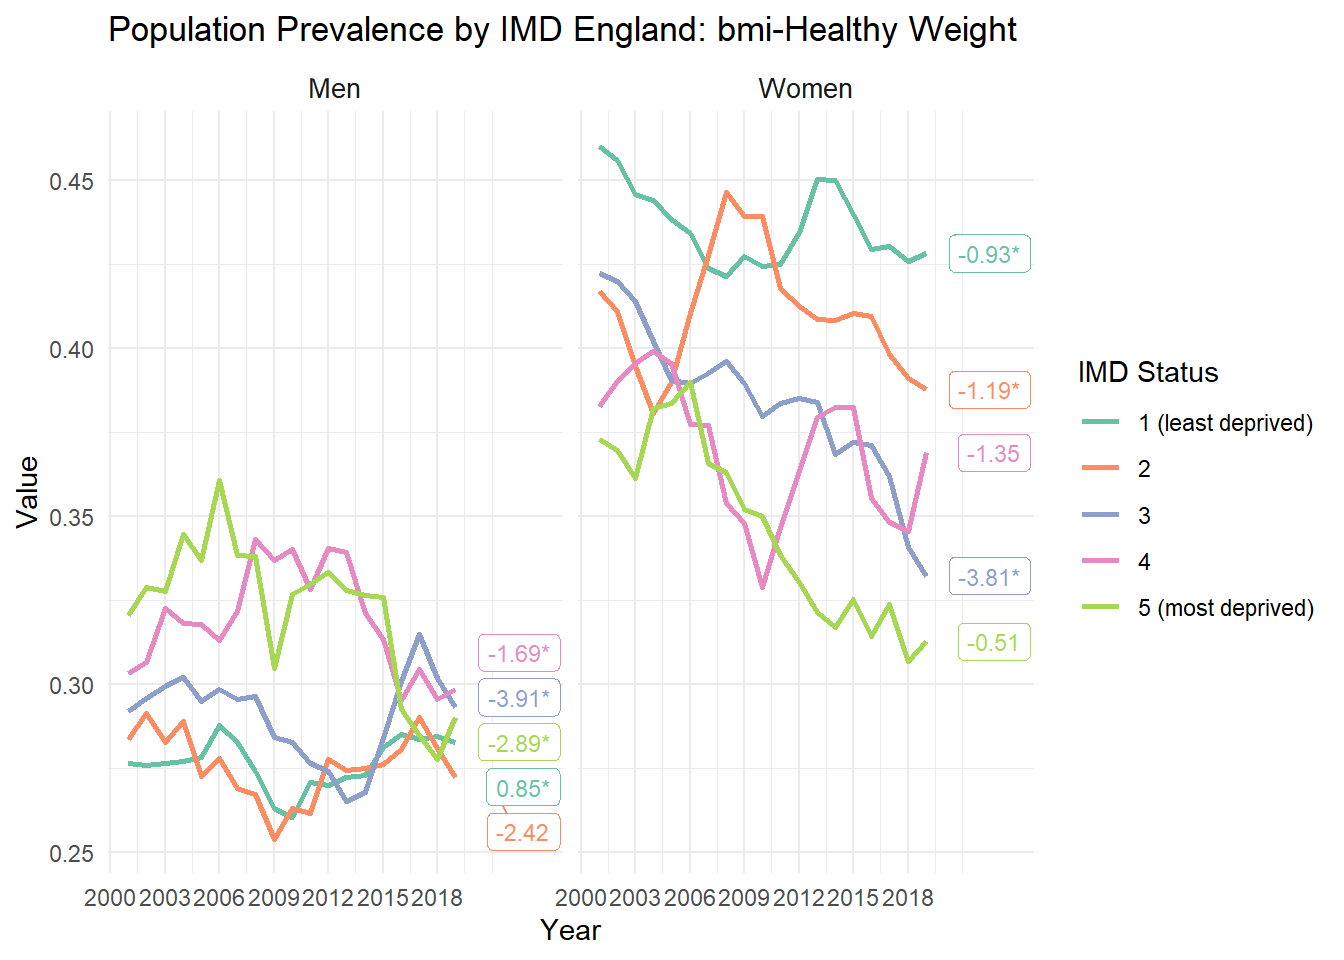 Population Prevalence by IMD England: bmi-Healthy Weight
Men
Women
0.45
0.40
0.35
0.30
0.25
Value
-1.69*
-3.91*
-2.89*
0.85*
-2.42
-0.93*
-1.19*
-1.35
-3.81*
-0.51
2000 2003 2006 2009 2012 2015 2018
2000 2003 2006 2009 2012 2015 2018
Year
IMD Status
1 (least deprived)
2
3
4
5 (most deprived)